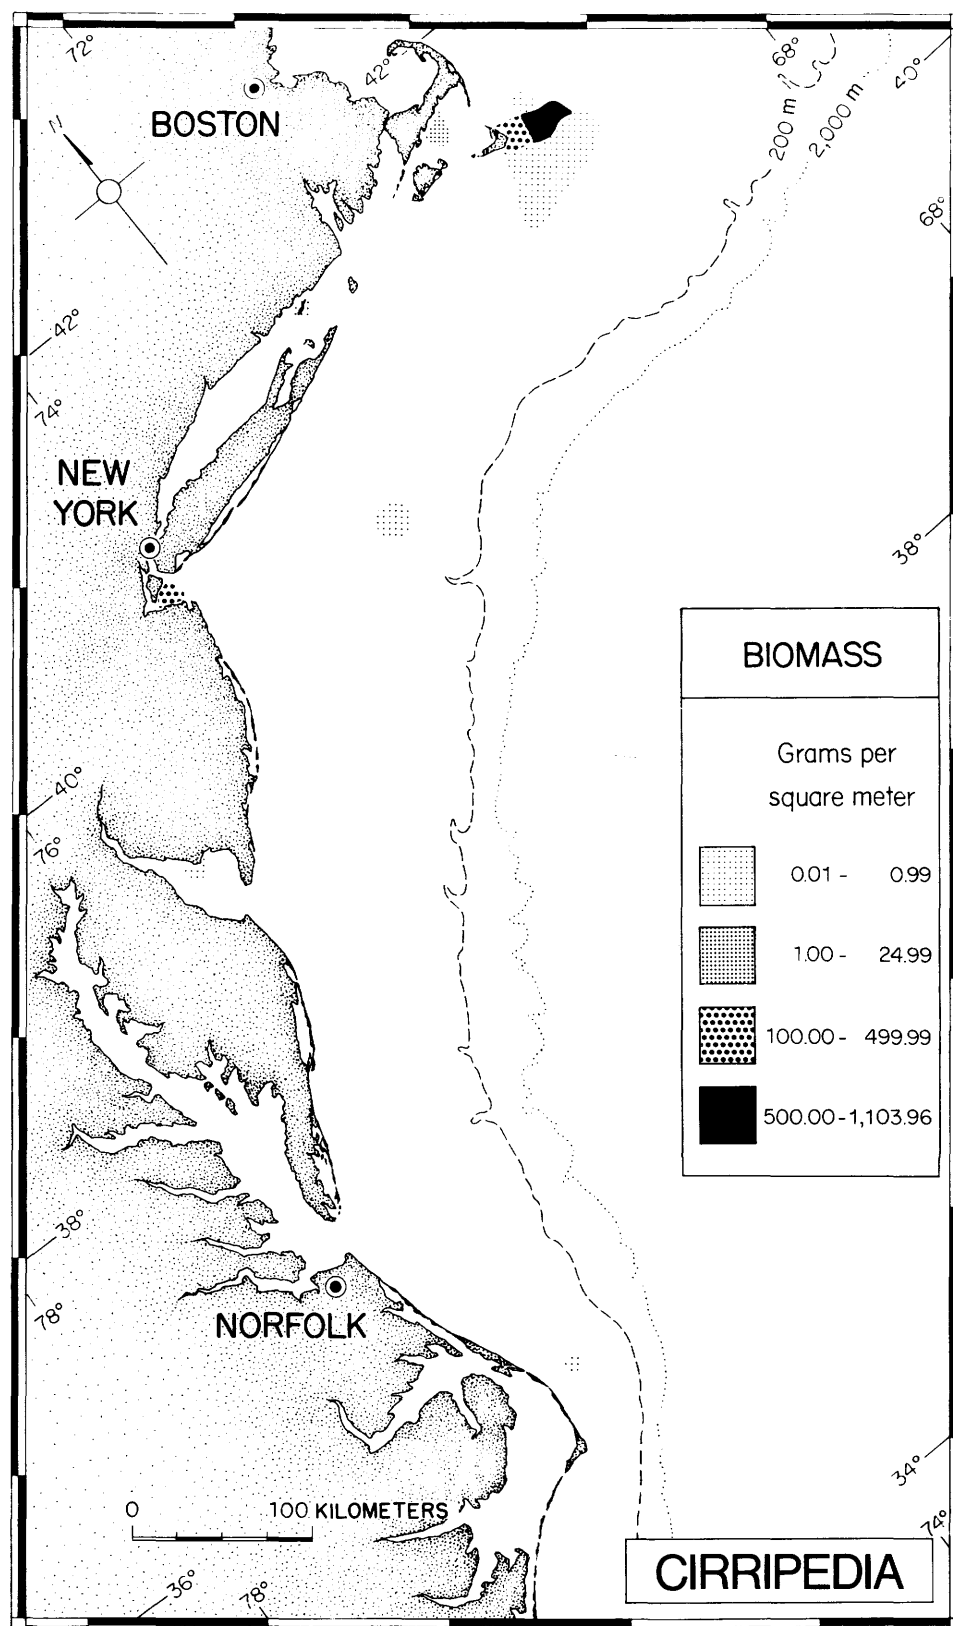 72°
42°
68°
40°
BOSTON
N
200 m
2,000 m
68°
42°
74°
NEW
YORK
38°
BIOMASS
Grams per
square meter
40°
76°
0.01 - 0.99
1.00 - 24.99
100.00 - 499.99
500.00 - 1,103.96
38°
78°
NORFOLK
34°
0 100 KILOMETERS
74°
CIRRIPEDIA
36°
78°